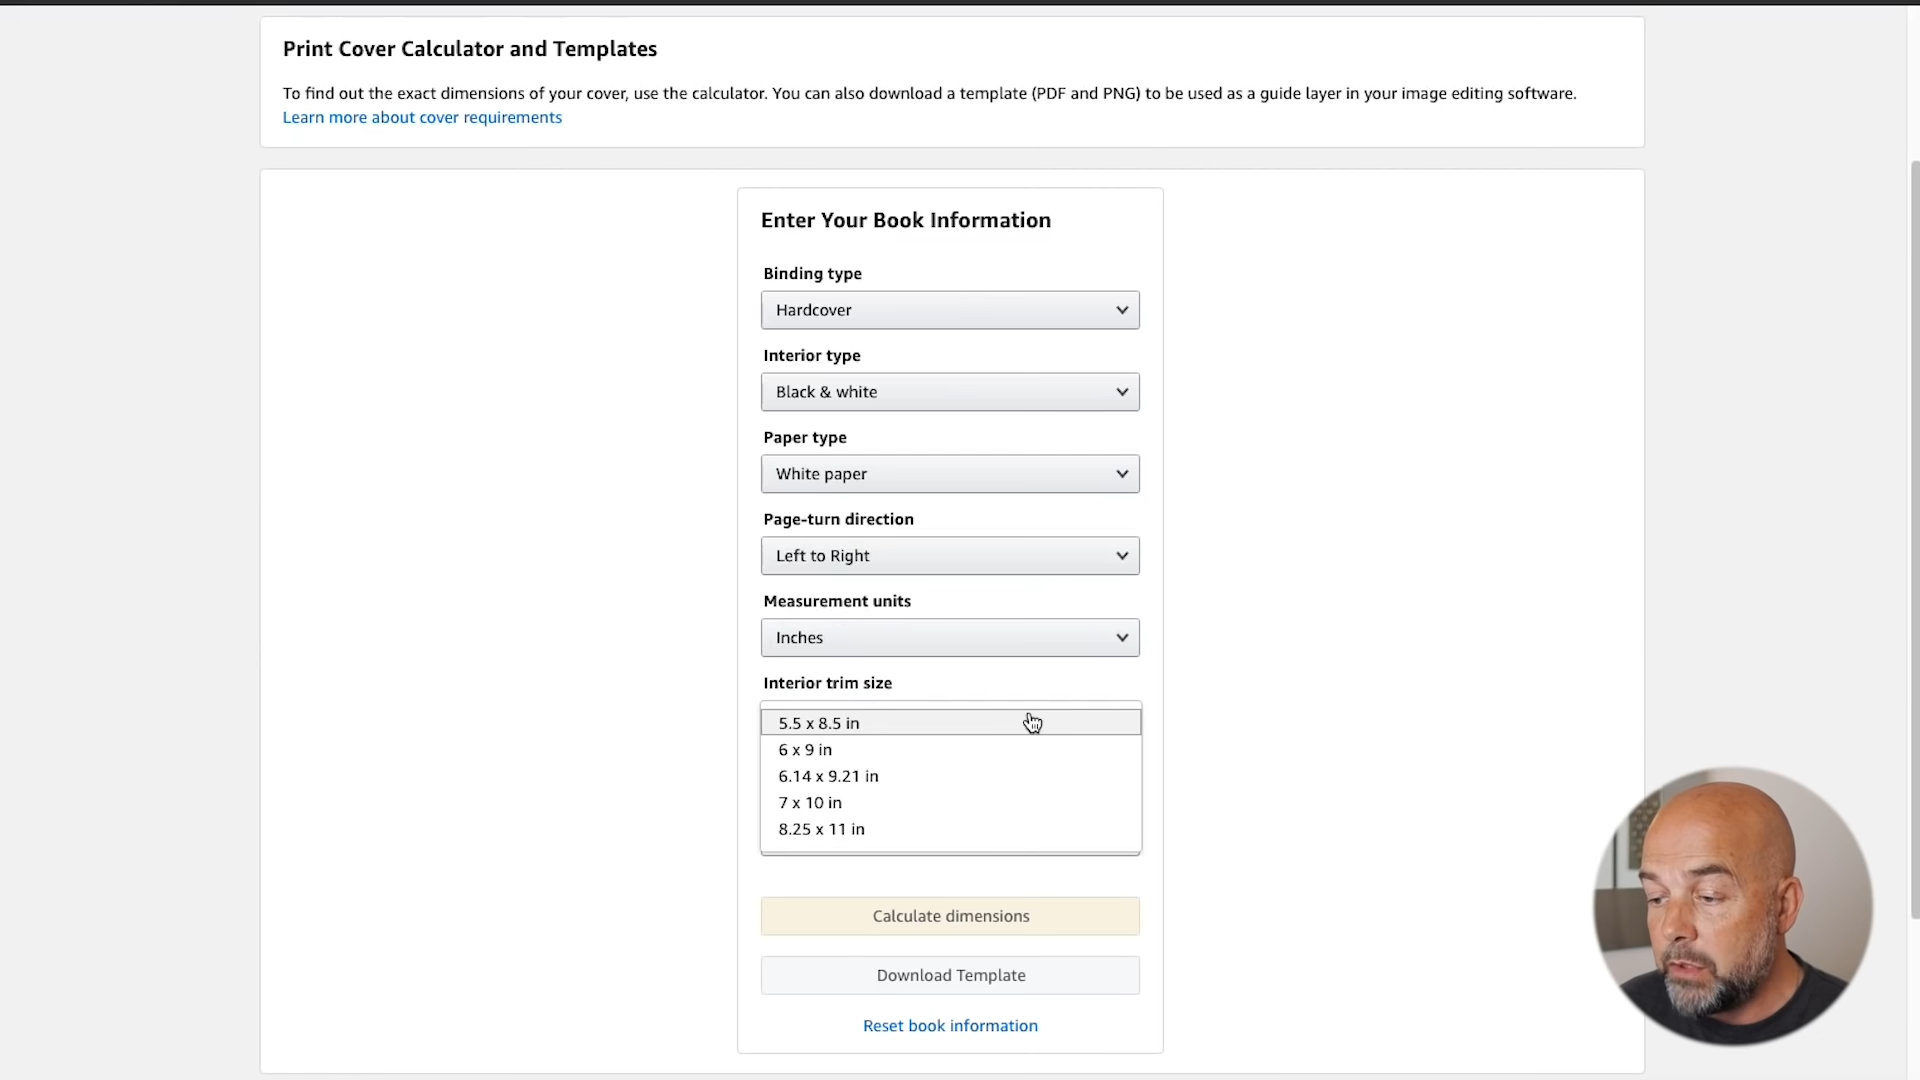 Print Cover Calculator and Templates
To find out the exact dimensions of your cover, use the calculator. You can also download a template (PDF and PNG) to be used as a guide layer in your image editing software.
Learn more about cover requirements
Enter Your Book Information
Binding type
Hardcover
Interior type
Black & white
Paper type
White paper
Page-turn direction
Left to Right
Measurement units
Inches
Interior trim size
5.5 x 8.5 in
6 x 9 in
6.14 x 9.21 in
7 x 10 in
8.25 x 11 in
Calculate dimensions
Download Template
Reset book information